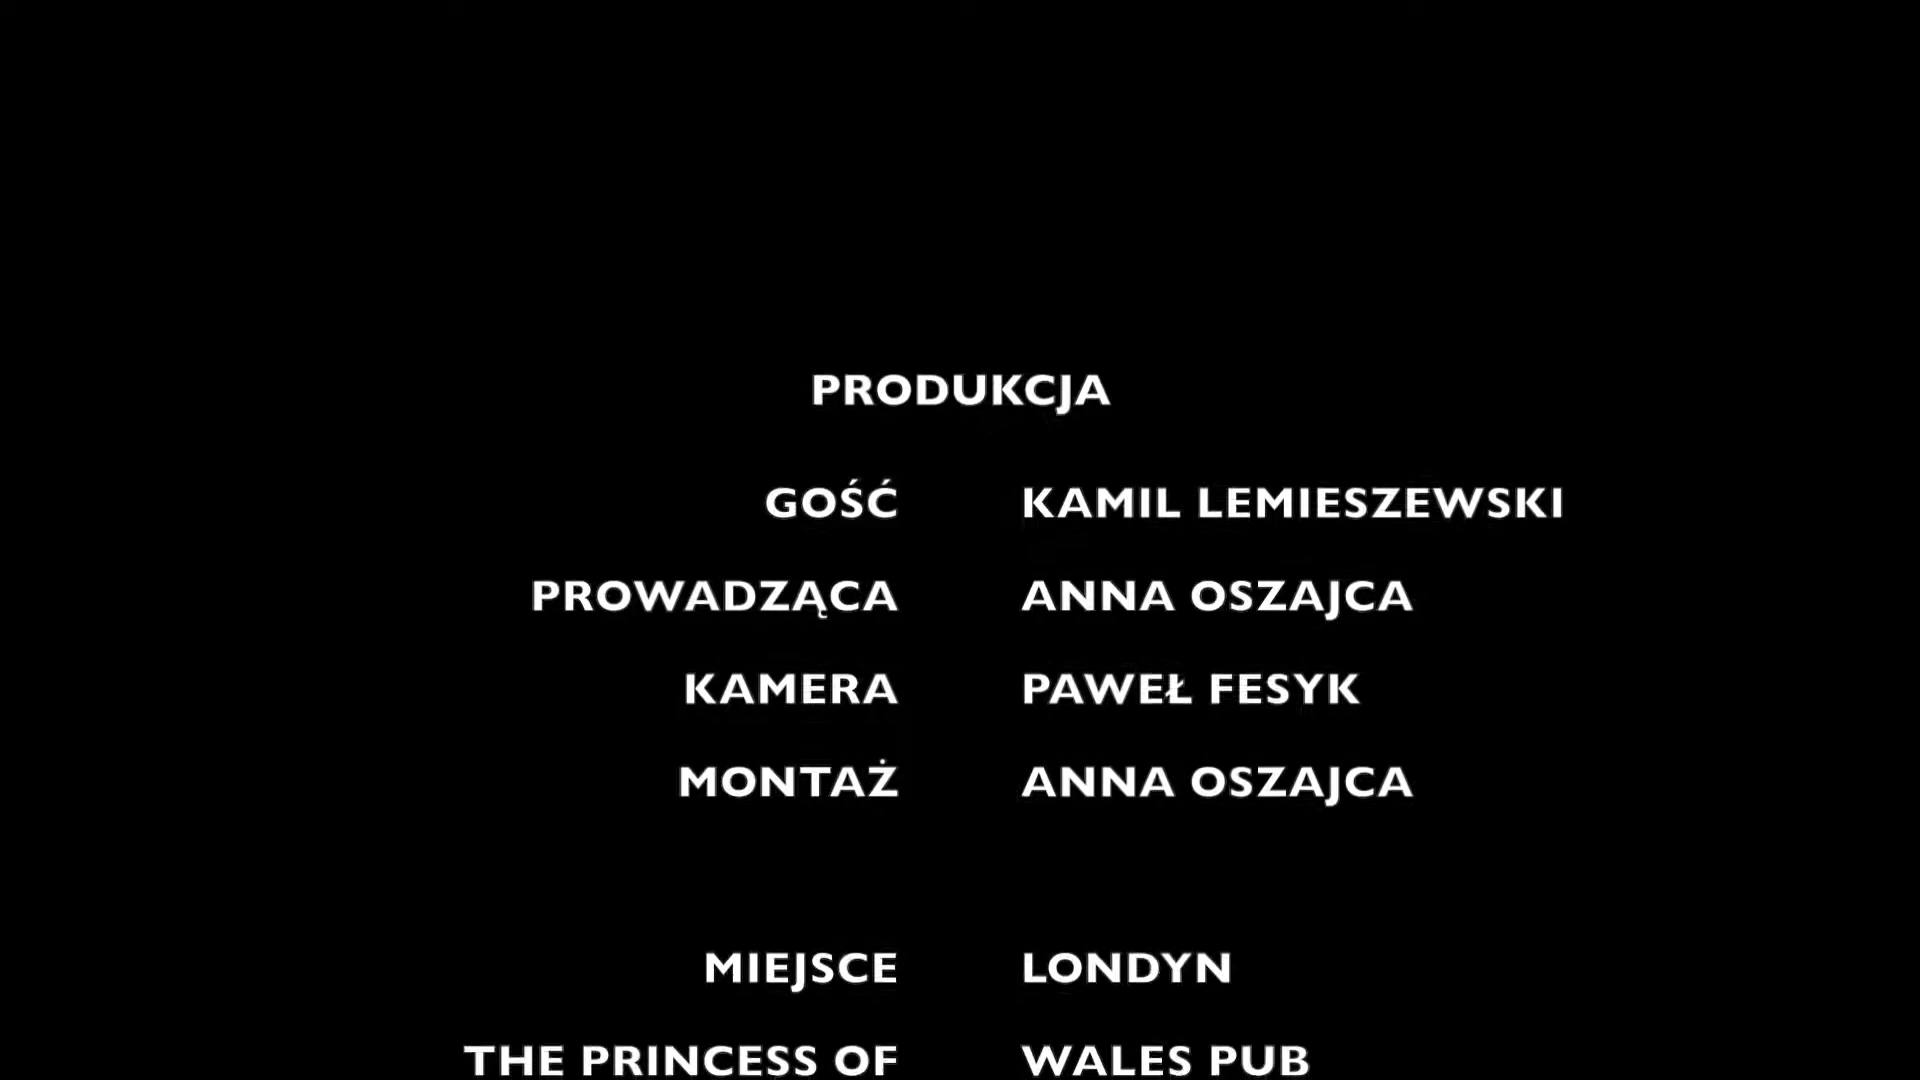 PRODUKCJA
GOŚĆ KAMIL LEMIESZEWSKI
PROWADZĄCA ANNA OSZAJCA
KAMERA PAWEŁ FESYK
MONTAŻ ANNA OSZAJCA
MIEJSCE LONDYN
THE PRINCESS OF WALES PUB